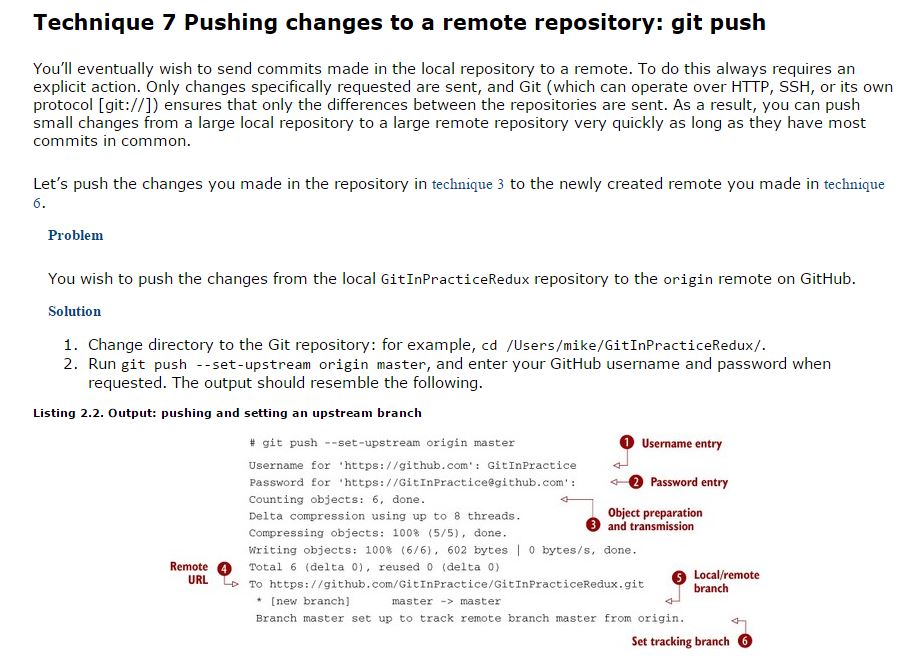 Technique 7 Pushing changes to a remote repository: git push
You’ll eventually wish to send commits made in the local repository to a remote. To do this always requires an
explicit action. Only changes specifically requested are sent, and Git (which can operate over HTTP, SSH, or its own
protocol [git://]) ensures that only the differences between the repositories are sent. As a result, you can push
small changes from a large local repository to a large remote repository very quickly as long as they have most
commits in common.
Let’s push the changes you made in the repository in technique 3 to the newly created remote you made in technique
6.
Problem
You wish to push the changes from the local GitInPracticeRedux repository to the origin remote on GitHub.
Solution
1. Change directory to the Git repository: for example, cd /Users/mike/GitInPracticeRedux/.
2. Run git push --set-upstream origin master, and enter your GitHub username and password when
requested. The output should resemble the following.
Listing 2.2. Output: pushing and setting an upstream branch
# git push --set-upstream origin master
1 Username entry
Username for 'https://github.com': GitInPractice
Password for 'https://GitInPractice@github.com':
2 Password entry
Counting objects: 6, done.
Delta compression using up to 8 threads.
Compressing objects: 100% (5/5), done.
3 Object preparation
and transmission
Writing objects: 100% (6/6), 602 bytes | 0 bytes/s, done.
Total 6 (delta 0), reused 0 (delta 0)
Remote 4
URL
To https://github.com/GitInPractice/GitInPracticeRedux.git
* [new branch] master -> master
5 Local/remote
branch
Branch master set up to track remote branch master from origin.
Set tracking branch 6